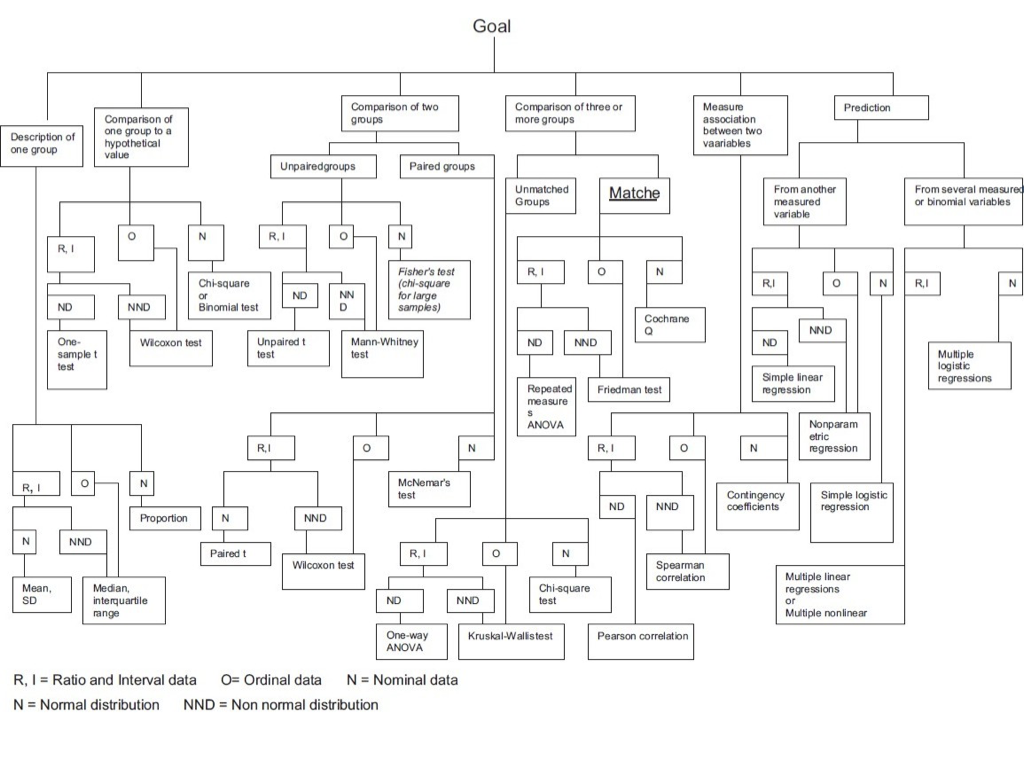 Goal
Description of
one group
Comparison of
one group to a
hypothetical
value
Comparison of two
groups
Comparison of three or
more groups
Measure
association
between two
vaariables
Prediction
Unpairedgroups
Paired groups
Unmatched
Groups
Matche
From another
measured
variable
From several measured
or binomial variables
R, I
O
N
R, I
O
N
R, I
O
N
R,I
O
N
R,I
N
Chi-square
or
Binomial test
Fisher's test
(chi-square
for large
samples)
ND
NND
ND
NN
D
Cochrane
Q
ND
NND
ND
NND
One-
sample t
test
Wilcoxon test
Unpaired t
test
Mann-Whitney
test
Multiple
logistic
regressions
Repeated
measure
s
ANOVA
Friedman test
Simple linear
regression
Nonparam
etric
regression
R,I
O
N
R, I
O
N
R, I
O
N
McNemar's
test
Contingency
coefficients
Simple logistic
regression
N
NND
Proportion
N
NND
ND
NND
Paired t
Wilcoxon test
R, I
O
N
Spearman
correlation
Mean,
SD
Median,
interquartile
range
ND
NND
Chi-square
test
Multiple linear
regressions
or
Multiple nonlinear
One-way
ANOVA
Kruskal-Wallistest
Pearson correlation
R, I = Ratio and Interval data O= Ordinal data N = Nominal data
N = Normal distribution NND = Non normal distribution